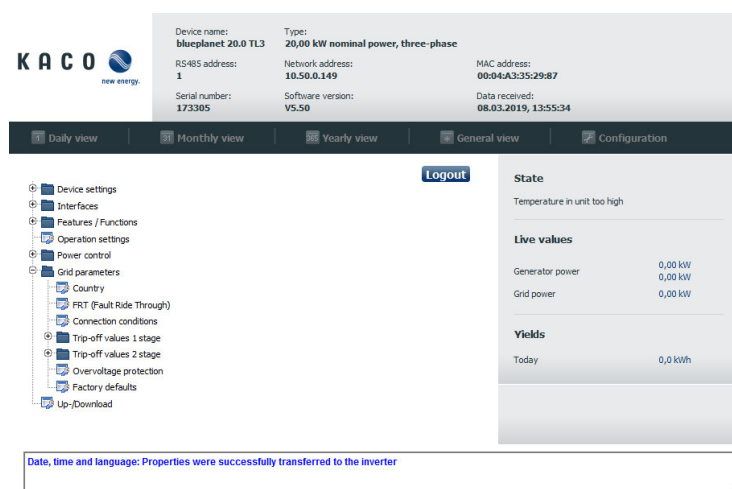 KACO
new energy.
Device name:
blueplanet 20.0 TL3
Type:
20,00 kW nominal power, three-phase
RS485 address:
1
Network address:
10.50.0.149
MAC address:
00:04:A3:35:29:87
Serial number:
173305
Software version:
V5.50
Data received:
08.03.2019, 13:55:34
1 Daily view
31 Monthly view
365 Yearly view
General view
Configuration
Logout
Device settings
Interfaces
Features / Functions
Operation settings
Power control
Grid parameters
Country
FRT (Fault Ride Through)
Connection conditions
Trip-off values 1 stage
Trip-off values 2 stage
Overvoltage protection
Factory defaults
Up-/Download
State
Temperature in unit too high
Live values
Generator power 0,00 kW
0,00 kW
Grid power 0,00 kW
Yields
Today 0,0 kWh
Date, time and language: Properties were successfully transferred to the inverter